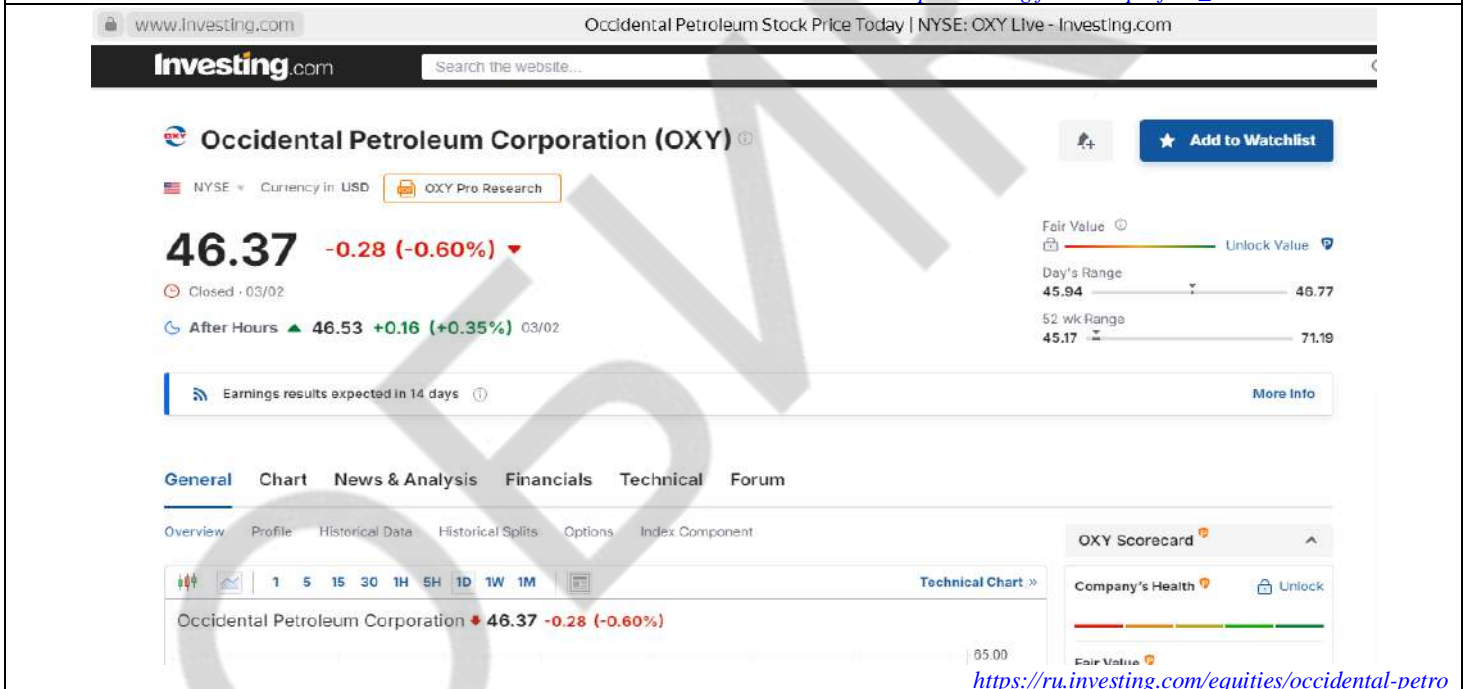 www.investing.com
Occidental Petroleum Stock Price Today | NYSE: OXY Live - Investing.com
Investing.com
Search the website...
OXY
Occidental Petroleum Corporation (OXY)
Add to Watchlist
NYSE
Currency in USD
OXY Pro Research
46.37 -0.28 (-0.60%)
Closed · 03/02
After Hours 46.53 +0.16 (+0.35%) 03/02
Fair Value
Unlock Value
Day's Range
45.94 46.77
52 wk Range
45.17 71.19
Earnings results expected in 14 days
More Info
General Chart News & Analysis Financials Technical Forum
Overview Profile Historical Data Historical Splits Options Index Component
1 5 15 30 1H 5H 1D 1W 1M
Technical Chart »
Occidental Petroleum Corporation 46.37 -0.28 (-0.60%)
65.00
OXY Scorecard
Company's Health
Unlock
Fair Value
https://ru.investing.com/equities/occidental-petro